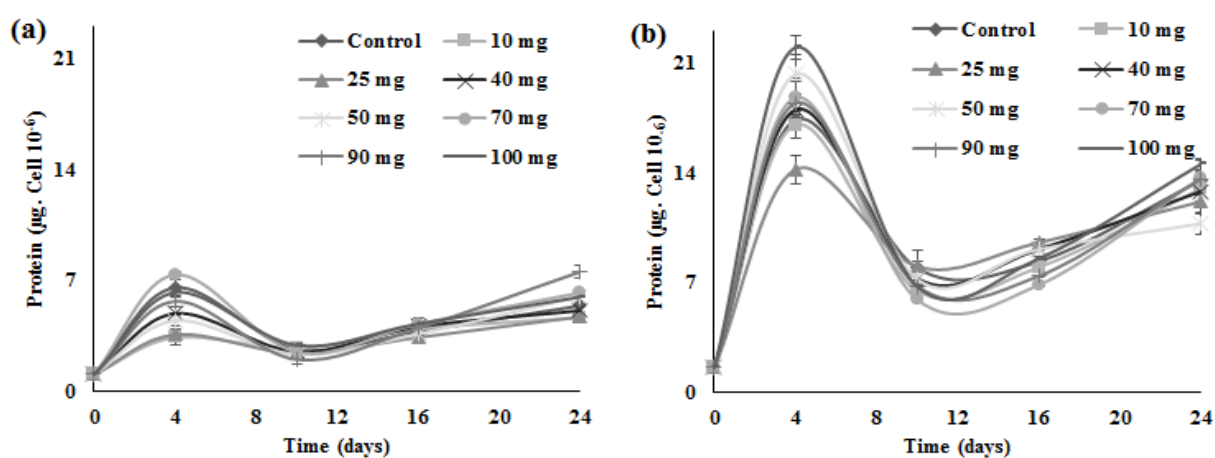 (a)
Protein (µg. Cell 10⁻⁶)
21
14
7
0
Control
10 mg
25 mg
40 mg
50 mg
70 mg
90 mg
100 mg
0 4 8 12 16 20 24
Time (days)
(b)
Protein (µg. Cell 10-6)
21
14
7
0
Control
10 mg
25 mg
40 mg
50 mg
70 mg
90 mg
100 mg
0 4 8 12 16 20 24
Time (days)